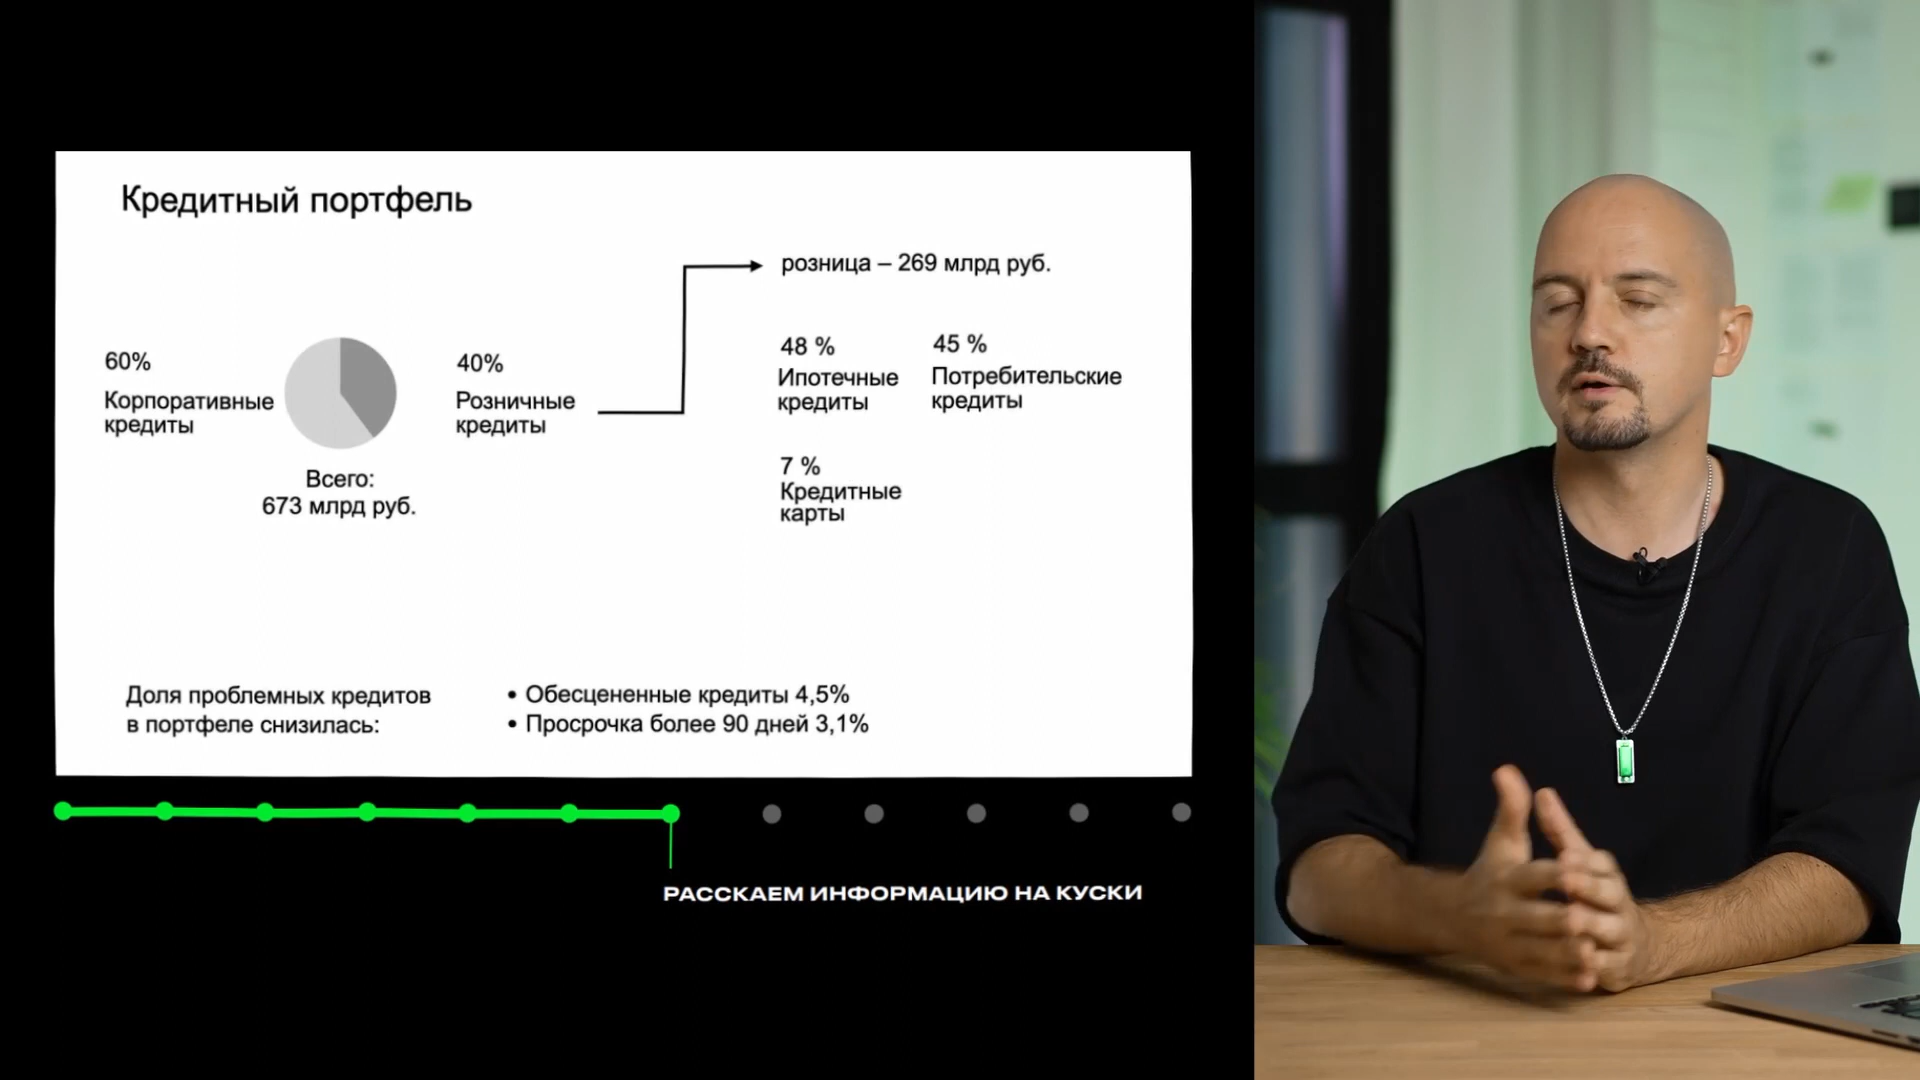 Кредитный портфель
розница – 269 млрд руб.
60%
Корпоративные
кредиты
40%
Розничные
кредиты
Всего:
673 млрд руб.
48 %
Ипотечные
кредиты
45 %
Потребительские
кредиты
7 %
Кредитные
карты
Доля проблемных кредитов
в портфеле снизилась:
• Обесцененные кредиты 4,5%
• Просрочка более 90 дней 3,1%
РАССКАЕМ ИНФОРМАЦИЮ НА КУСКИ